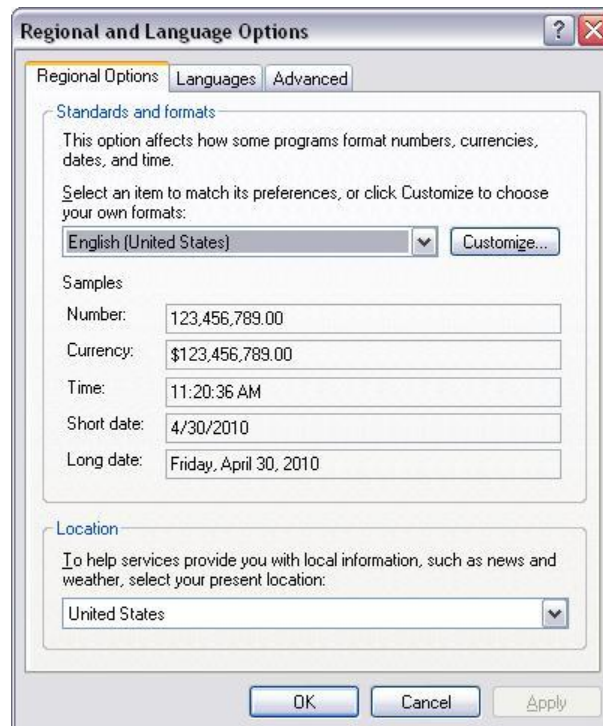 Regional and Language Options
Regional Options Languages Advanced
Standards and formats
This option affects how some programs format numbers, currencies,
dates, and time.
Select an item to match its preferences, or click Customize to choose
your own formats:
English (United States) Customize...
Samples
Number: 123,456,789.00
Currency: $123,456,789.00
Time: 11:20:36 AM
Short date: 4/30/2010
Long date: Friday, April 30, 2010
Location
To help services provide you with local information, such as news and
weather, select your present location:
United States
OK Cancel Apply